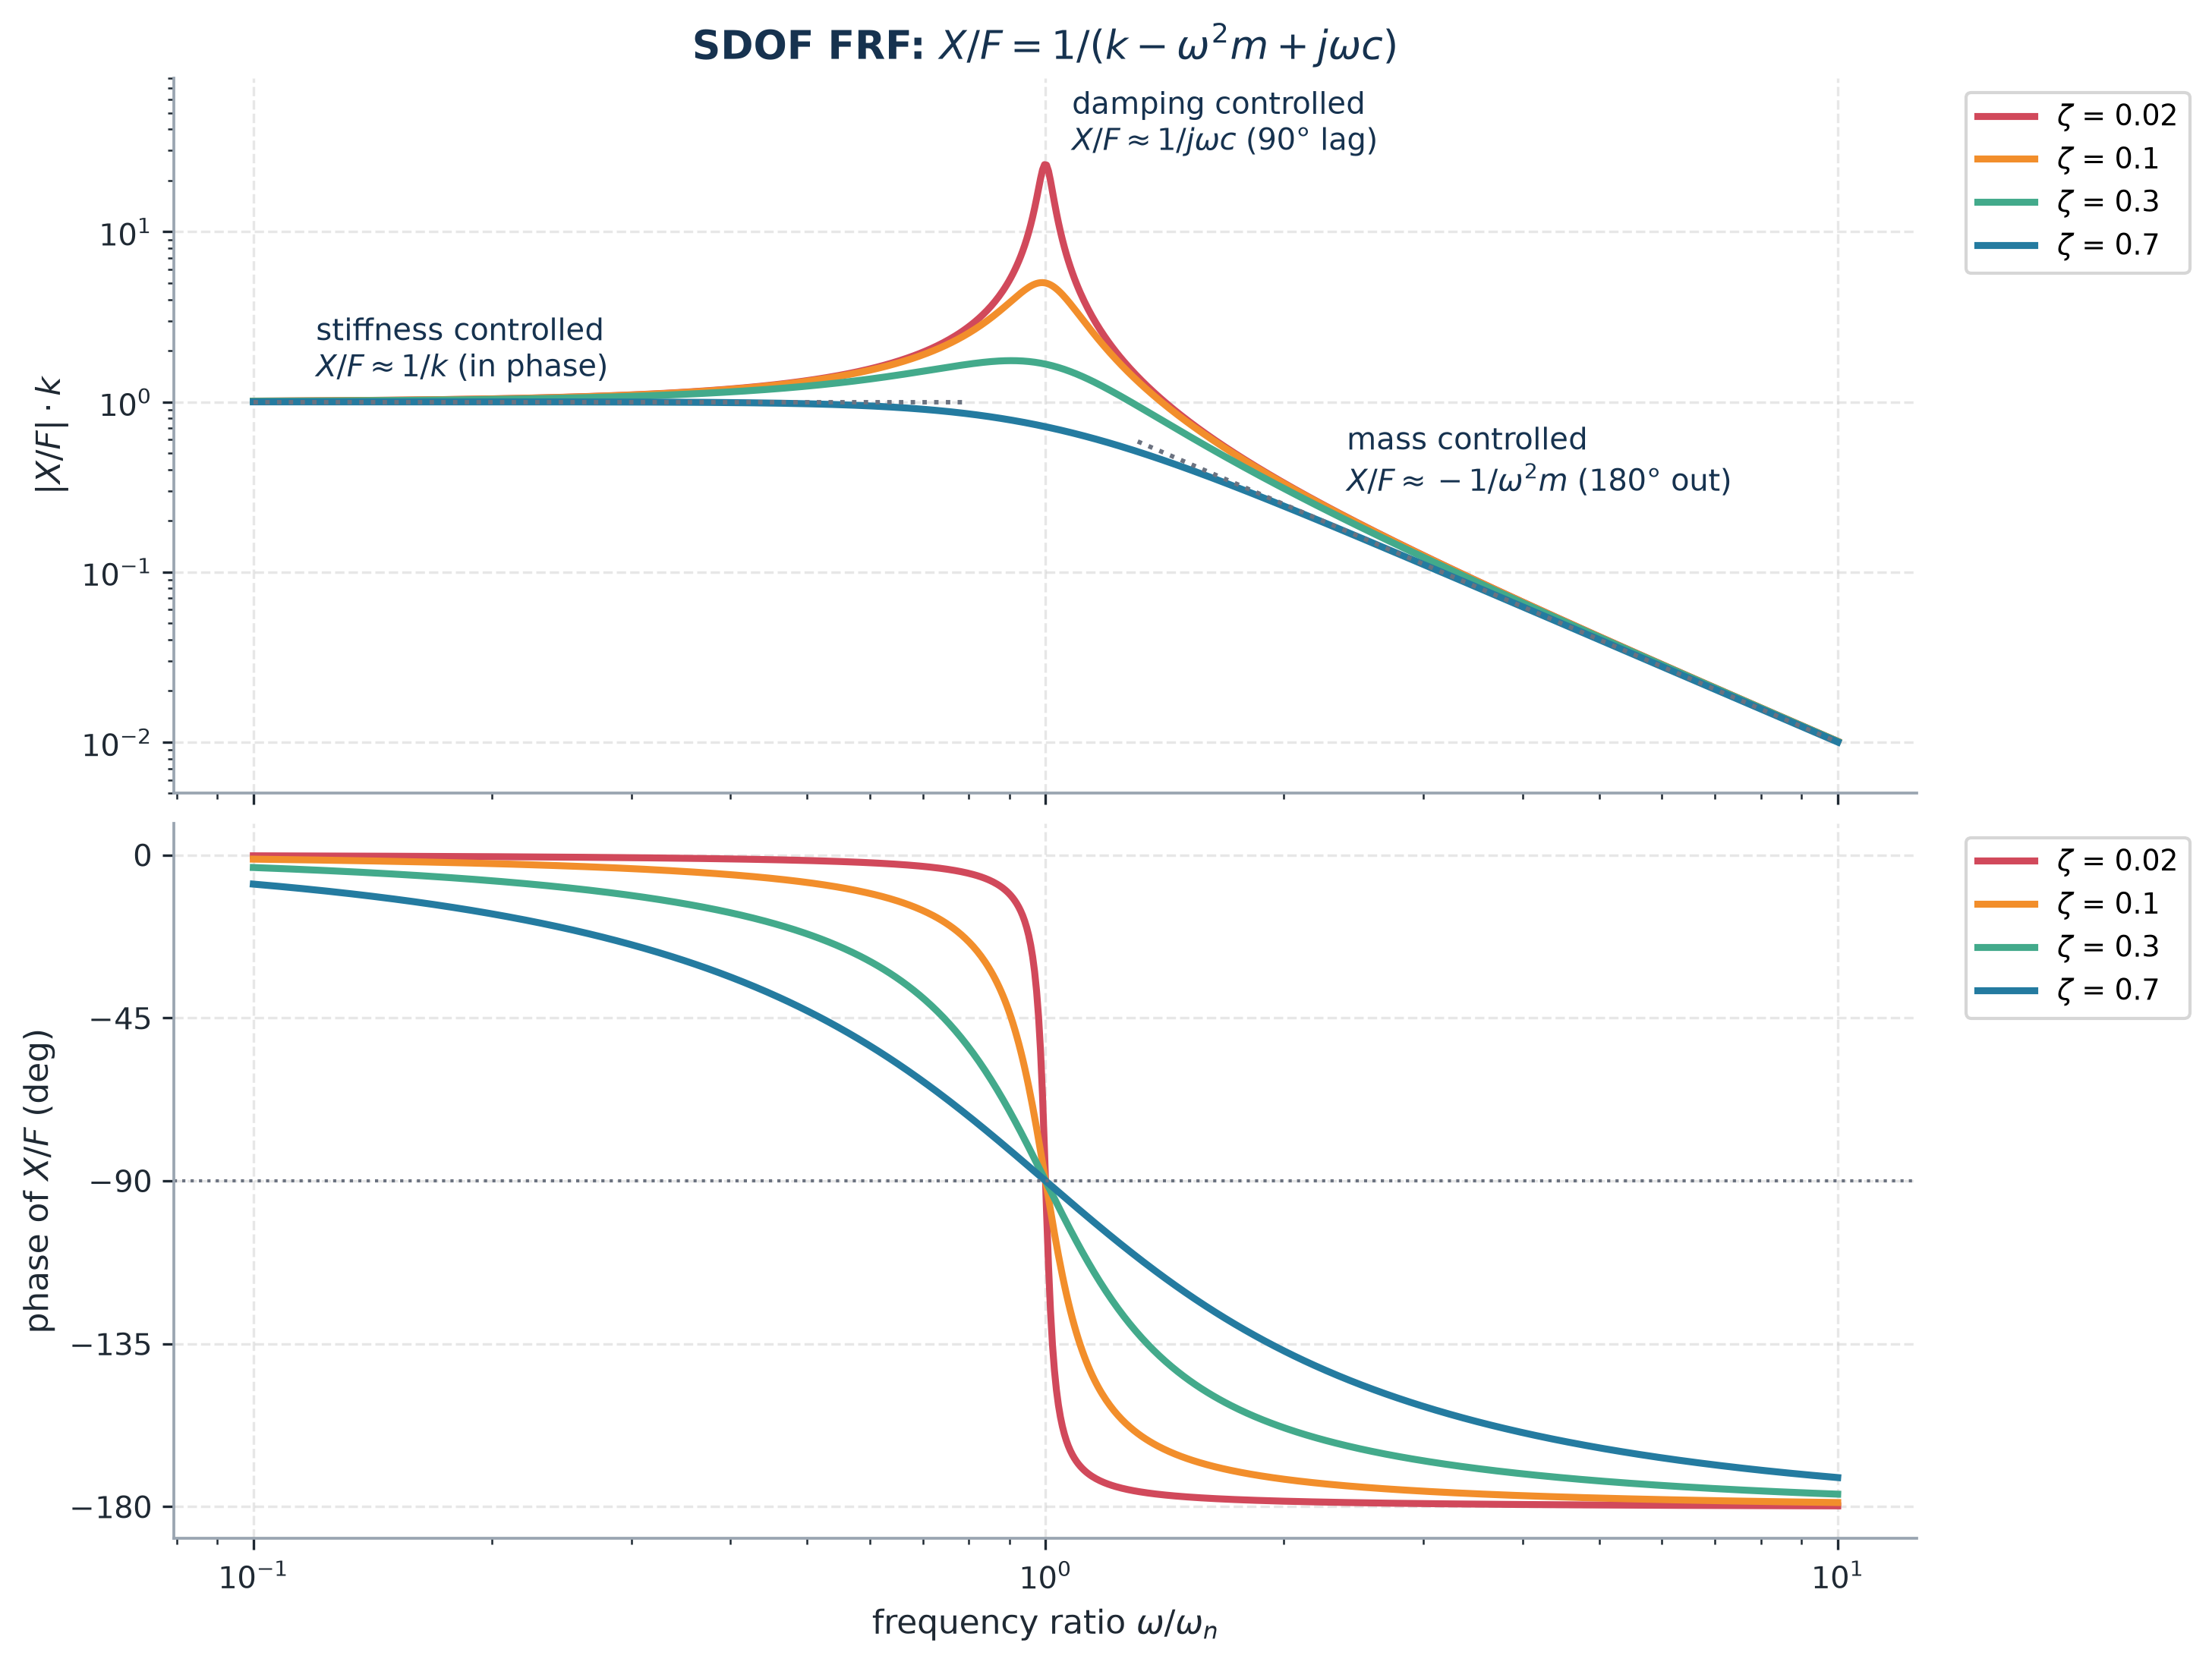 SDOF FRF: X/F = 1/(k − ω²m + jωc)
damping controlled
X/F ≈ 1/jωc (90° lag)
stiffness controlled
X/F ≈ 1/k (in phase)
mass controlled
X/F ≈ − 1/ω²m (180° out)
|X/F| · k
10¹
10⁰
10⁻¹
10⁻²
ζ = 0.02
ζ = 0.1
ζ = 0.3
ζ = 0.7
phase of X/F (deg)
0
−45
−90
−135
−180
ζ = 0.02
ζ = 0.1
ζ = 0.3
ζ = 0.7
10⁻¹ 10⁰ 10¹
frequency ratio ω/ωₙ